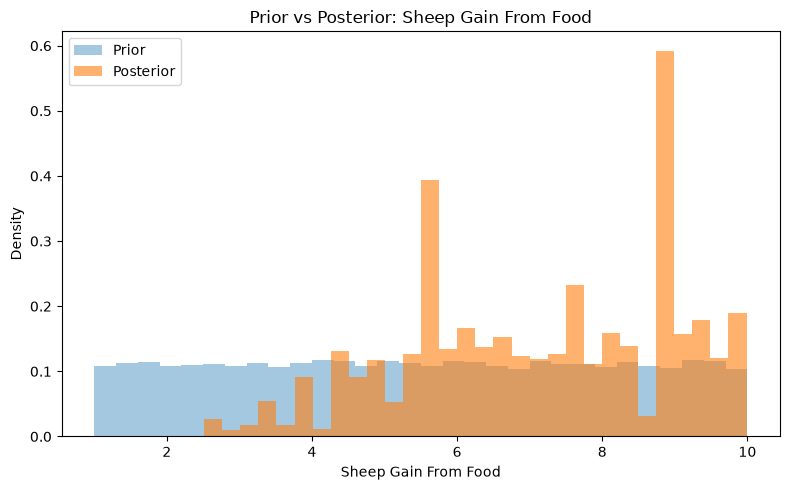 Prior vs Posterior: Sheep Gain From Food
Prior
Posterior
Density
0.6
0.5
0.4
0.3
0.2
0.1
0.0
2 4 6 8 10
Sheep Gain From Food